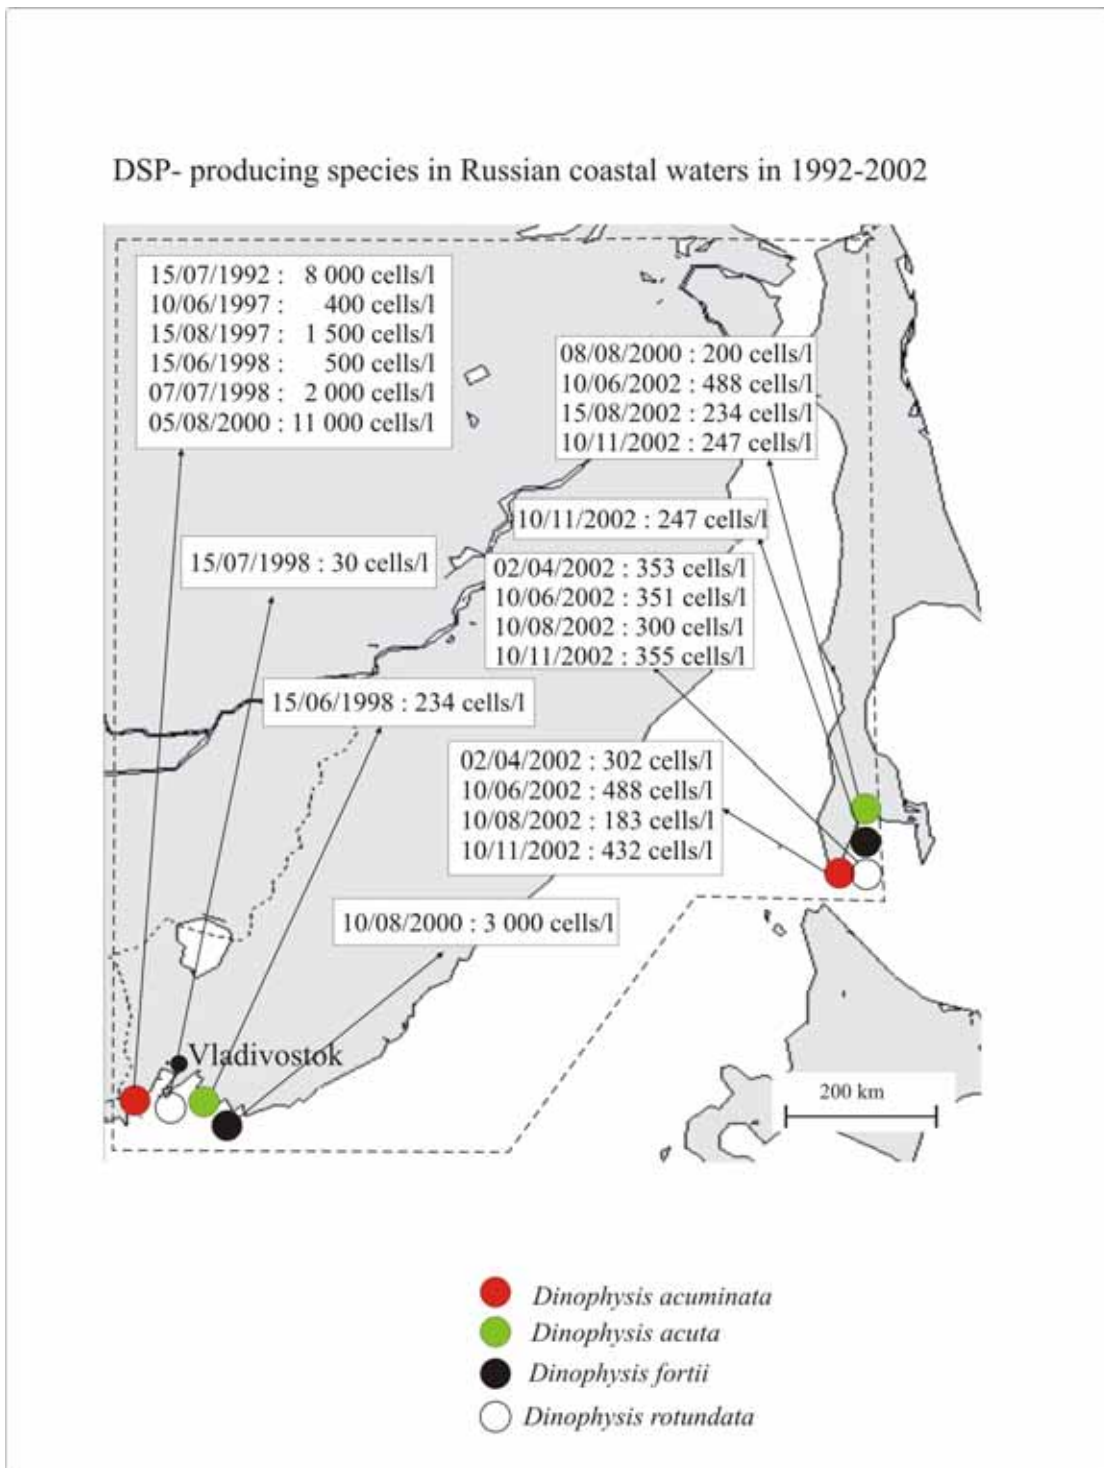 DSP- producing species in Russian coastal waters in 1992-2002
15/07/1992 : 8 000 cells/l
10/06/1997 : 400 cells/l
15/08/1997 : 1 500 cells/l
15/06/1998 : 500 cells/l
07/07/1998 : 2 000 cells/l
05/08/2000 : 11 000 cells/l
08/08/2000 : 200 cells/l
10/06/2002 : 488 cells/l
15/08/2002 : 234 cells/l
10/11/2002 : 247 cells/l
10/11/2002 : 247 cells/l
15/07/1998 : 30 cells/l
02/04/2002 : 353 cells/l
10/06/2002 : 351 cells/l
10/08/2002 : 300 cells/l
10/11/2002 : 355 cells/l
15/06/1998 : 234 cells/l
02/04/2002 : 302 cells/l
10/06/2002 : 488 cells/l
10/08/2002 : 183 cells/l
10/11/2002 : 432 cells/l
10/08/2000 : 3 000 cells/l
Vladivostok
200 km
Dinophysis acuminata
Dinophysis acuta
Dinophysis fortii
Dinophysis rotundata